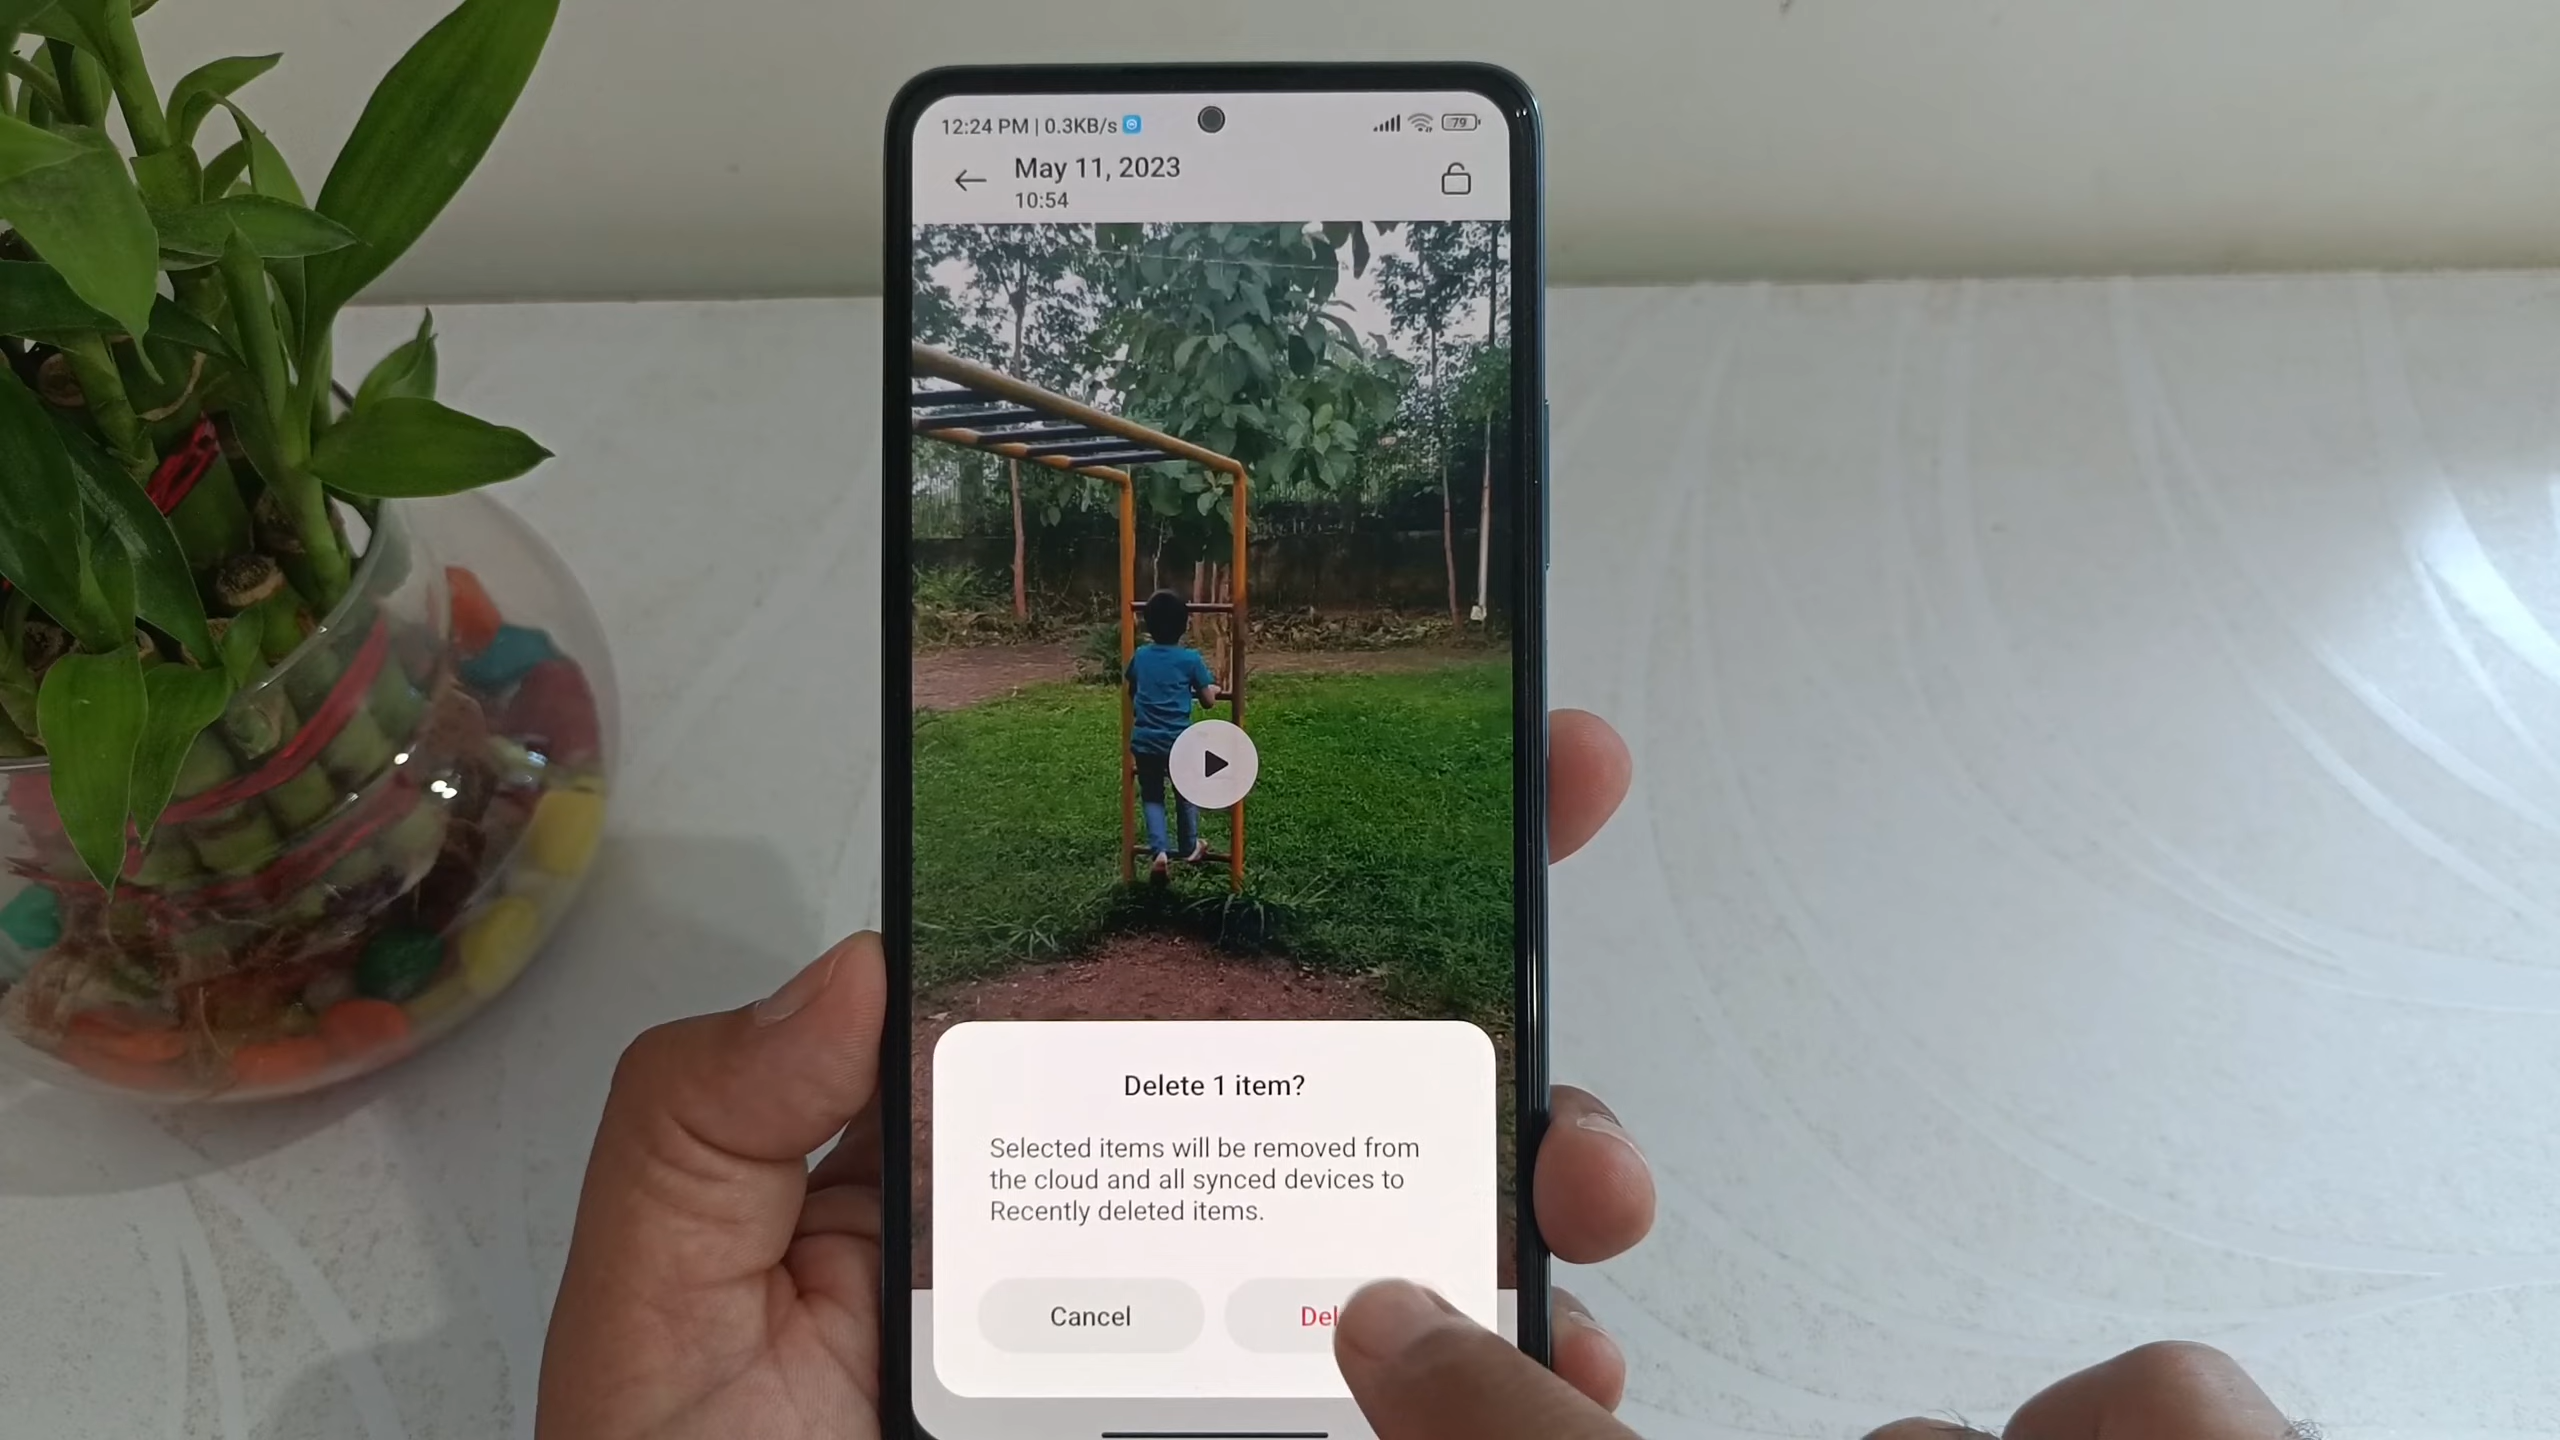 12:24 PM | 0.3KB/s
79
May 11, 2023
10:54
Delete 1 item?
Selected items will be removed from
the cloud and all synced devices to
Recently deleted items.
Cancel
Del